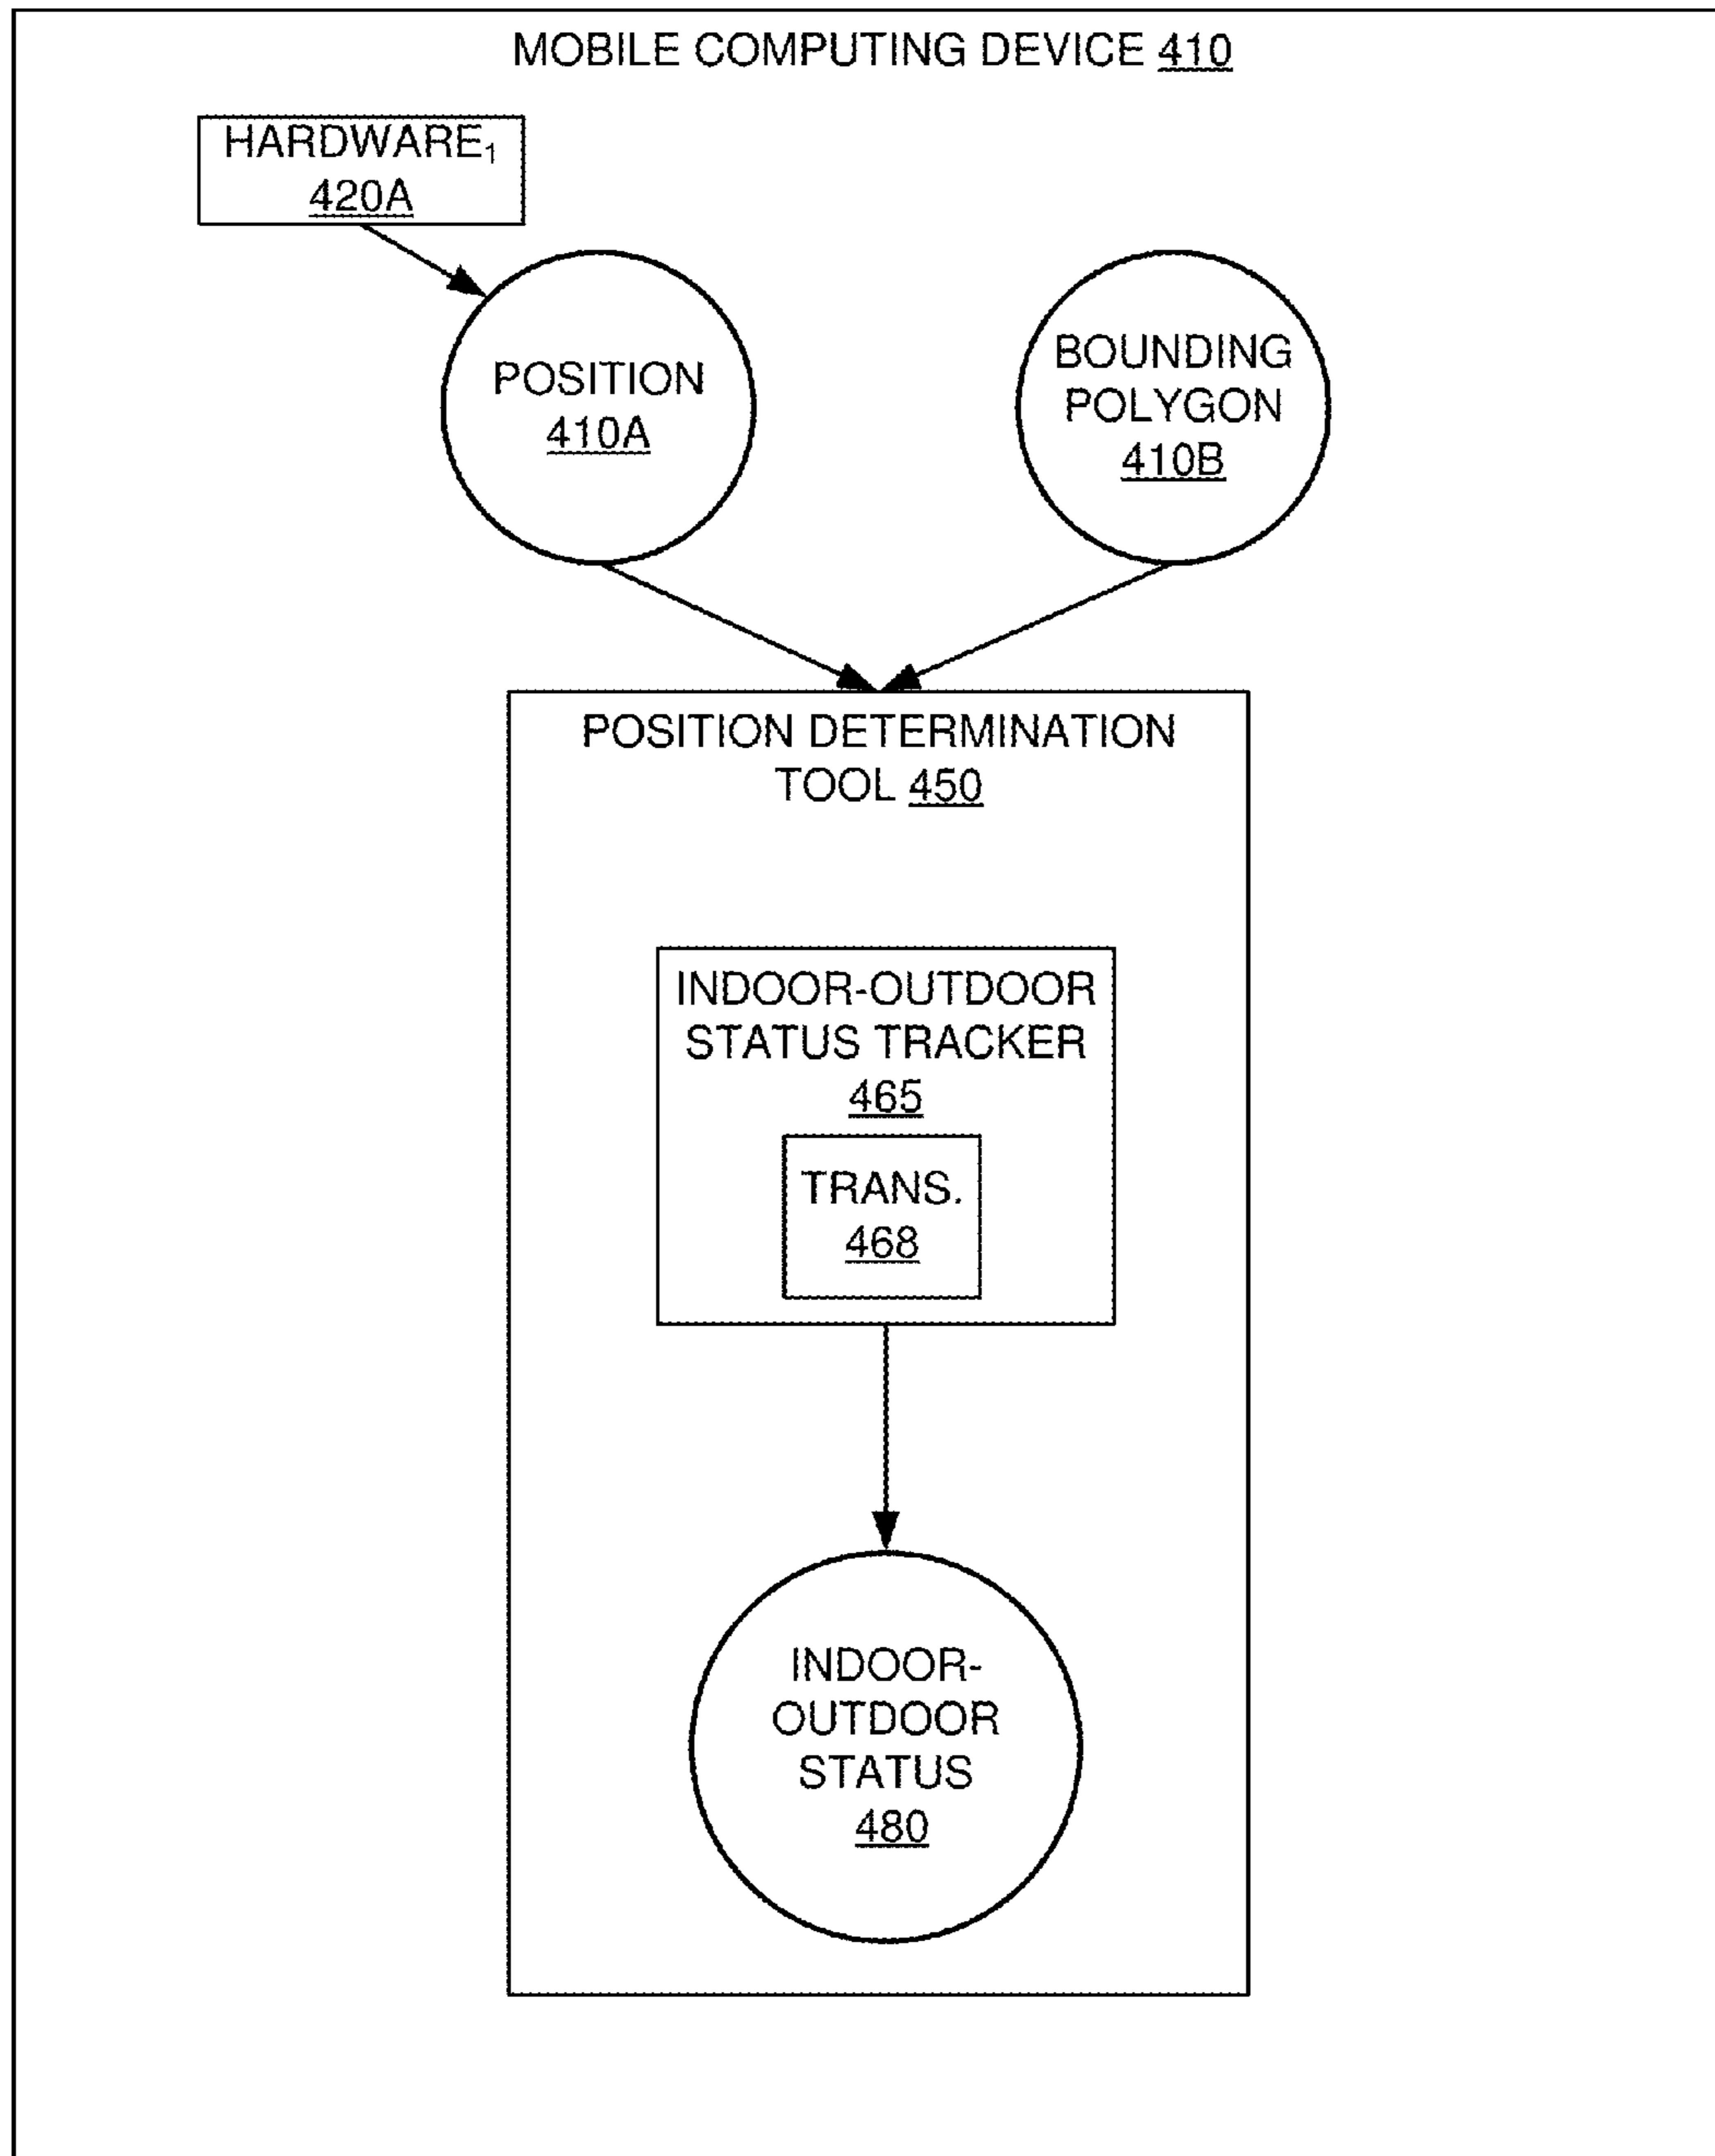 MOBILE COMPUTING DEVICE 410
HARDWARE₁
420A
POSITION
410A
BOUNDING
POLYGON
410B
POSITION DETERMINATION
TOOL 450
INDOOR-OUTDOOR
STATUS TRACKER
465
TRANS.
468
INDOOR-
OUTDOOR
STATUS
480